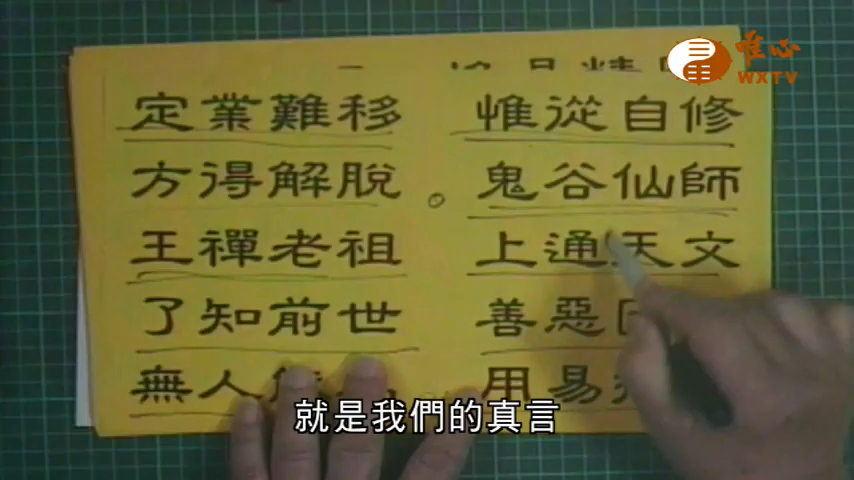 唯心
WXTV
定業難移 惟從自修
方得解脫。鬼谷仙師
王禪老祖 上通天文
了知前世 善惡
無人 用易
就是我們的真言